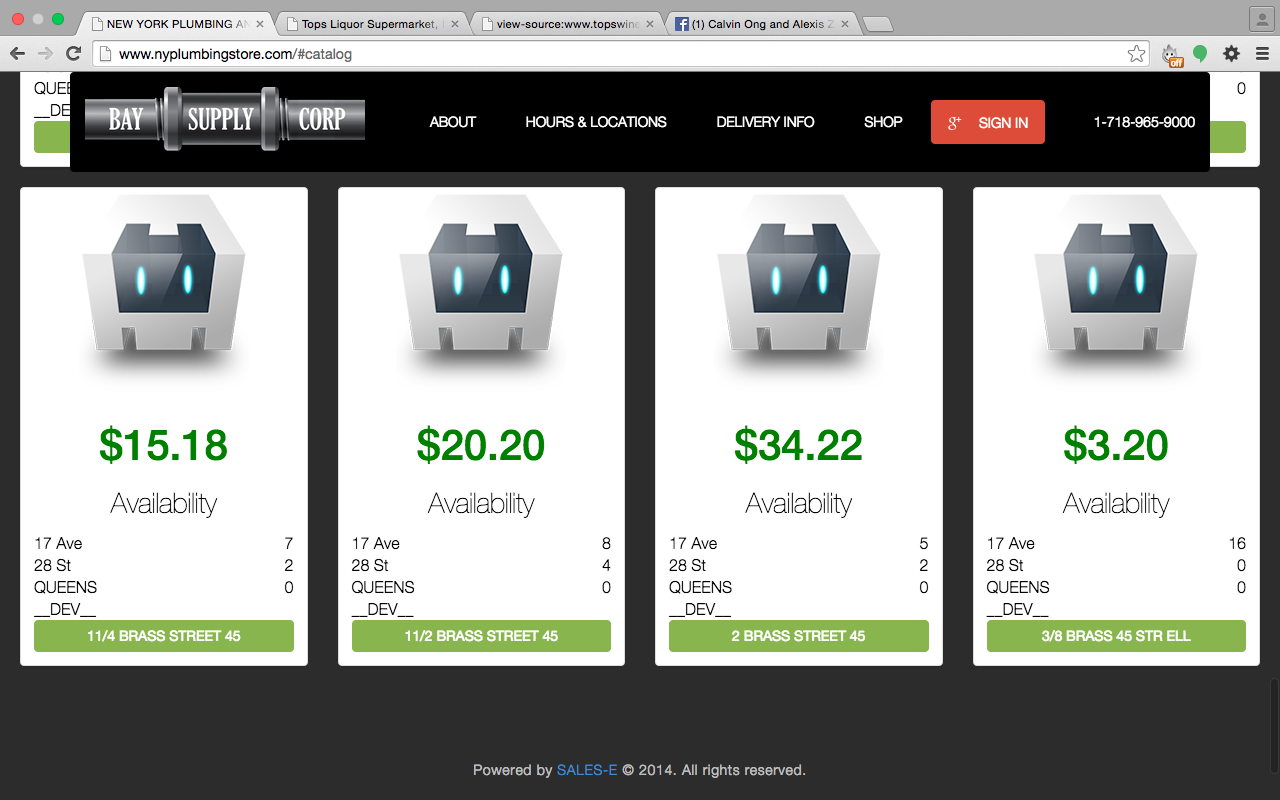 NEW YORK PLUMBING AN
Tops Liquor Supermarket,
view-source:www.topswine
(1) Calvin Ong and Alexis Z
www.nyplumbingstore.com/#catalog
off
QUEE
0
__DE
BAY SUPPLY CORP
ABOUT HOURS & LOCATIONS DELIVERY INFO SHOP g+ SIGN IN 1-718-965-9000
$15.18 $20.20 $34.22 $3.20
Availability Availability Availability Availability
17 Ave 7 17 Ave 8 17 Ave 5 17 Ave 16
28 St 2 28 St 4 28 St 2 28 St 0
QUEENS 0 QUEENS 0 QUEENS 0 QUEENS 0
__DEV__ __DEV__ __DEV__ __DEV__
11/4 BRASS STREET 45 11/2 BRASS STREET 45 2 BRASS STREET 45 3/8 BRASS 45 STR ELL
Powered by SALES-E © 2014. All rights reserved.